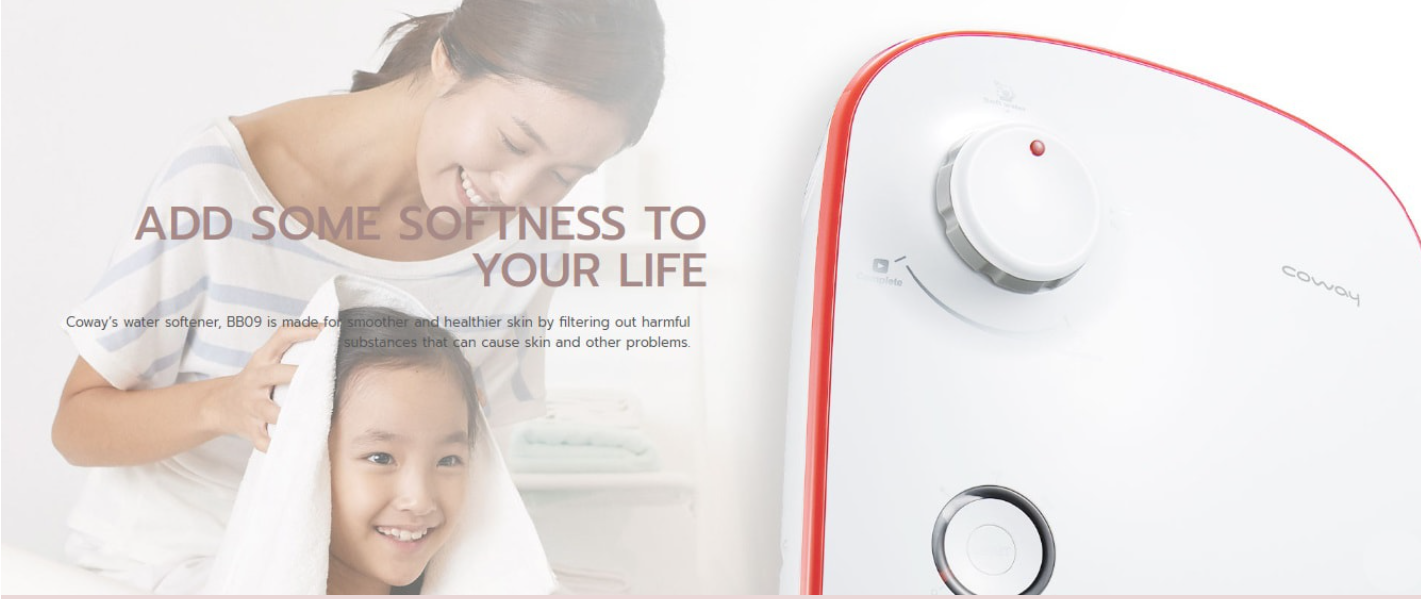 ADD SOME SOFTNESS TO
YOUR LIFE
Coway's water softener, BB09 is made for smoother and healthier skin by filtering out harmful
substances that can cause skin and other problems.
Complete
coway